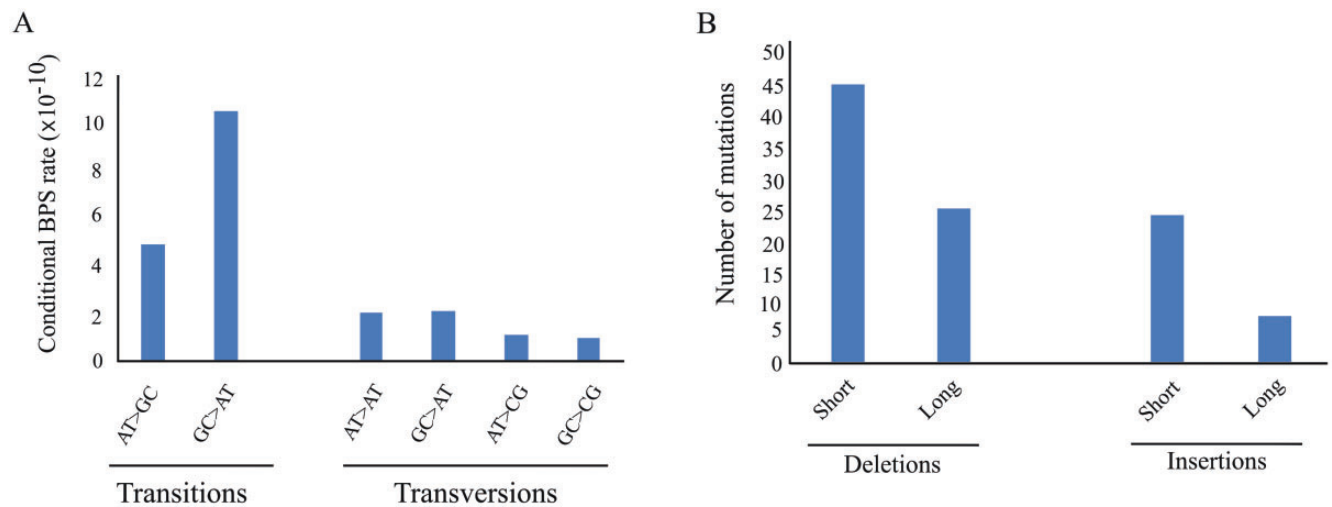 A
Conditional BPS rate (×10⁻¹⁰)
12
10
8
6
4
2
0
AT>GC
GC>AT
AT>AT
GC>AT
AT>CG
GC>CG
Transitions
Transversions
B
Number of mutations
50
45
40
45
30
25
20
15
10
5
0
Short
Long
Short
Long
Deletions
Insertions